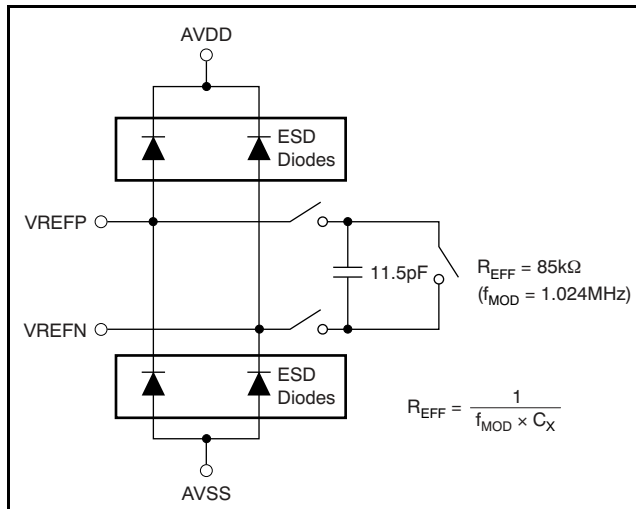 AVDD
ESD
Diodes
VREFP
11.5pF
R_EFF = 85kΩ
(f_MOD = 1.024MHz)
VREFN
ESD
Diodes
R_EFF = 1 / (f_MOD × C_X)
AVSS